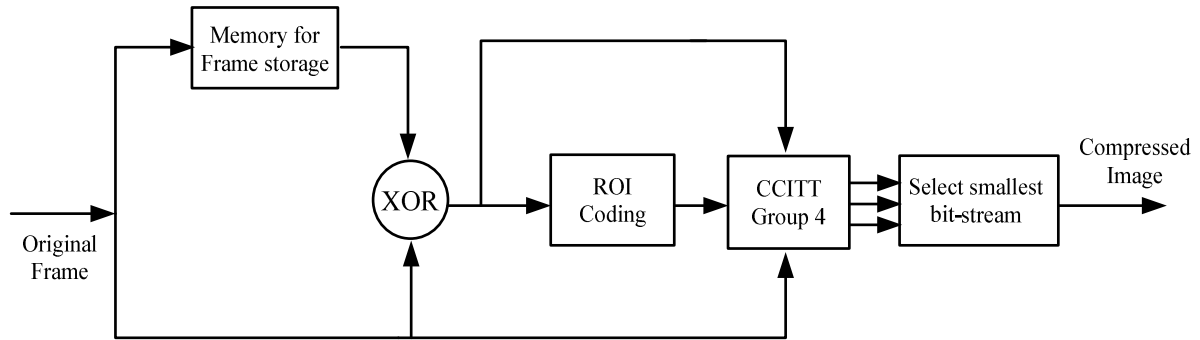 Memory for
Frame storage
XOR
ROI
Coding
CCITT
Group 4
Select smallest
bit-stream
Compressed
Image
Original
Frame